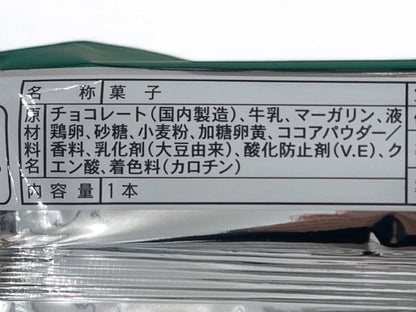 名称 菓子
原材料名 チョコレート(国内製造)、牛乳、マーガリン、液
鶏卵、砂糖、小麦粉、加糖卵黄、ココアパウダー/
香料、乳化剤(大豆由来)、酸化防止剤(V.E)、ク
エン酸、着色料(カロチン)
内容量 1本